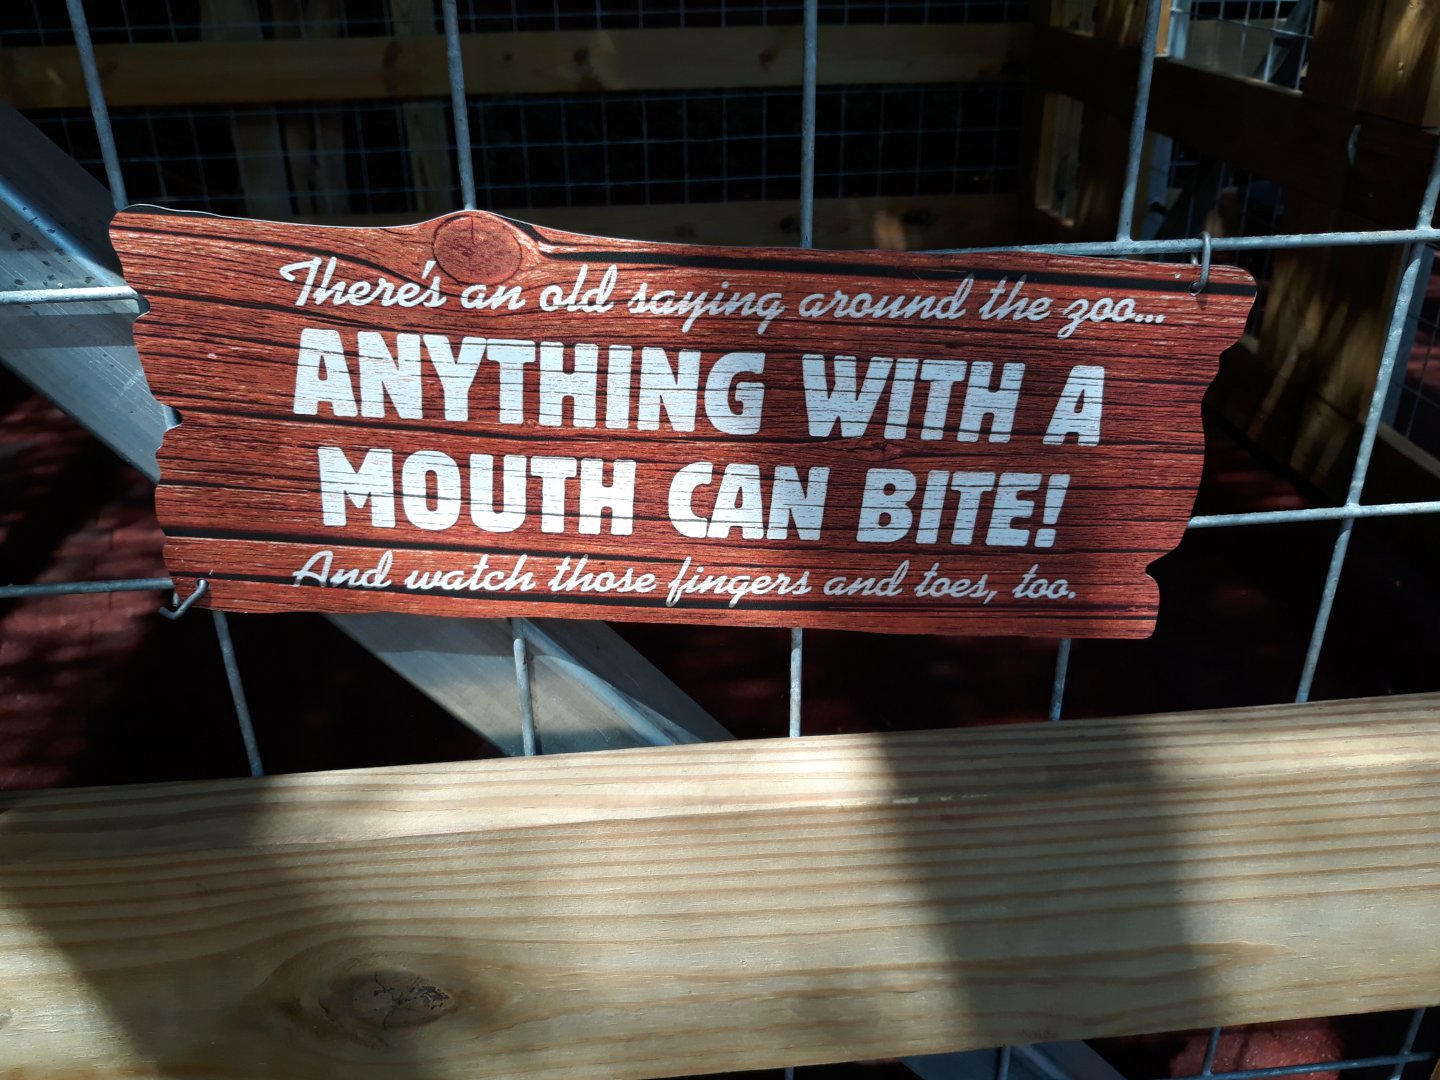 There's an old saying around the zoo...
ANYTHING WITH A
MOUTH CAN BITE!
And watch those fingers and toes, too.